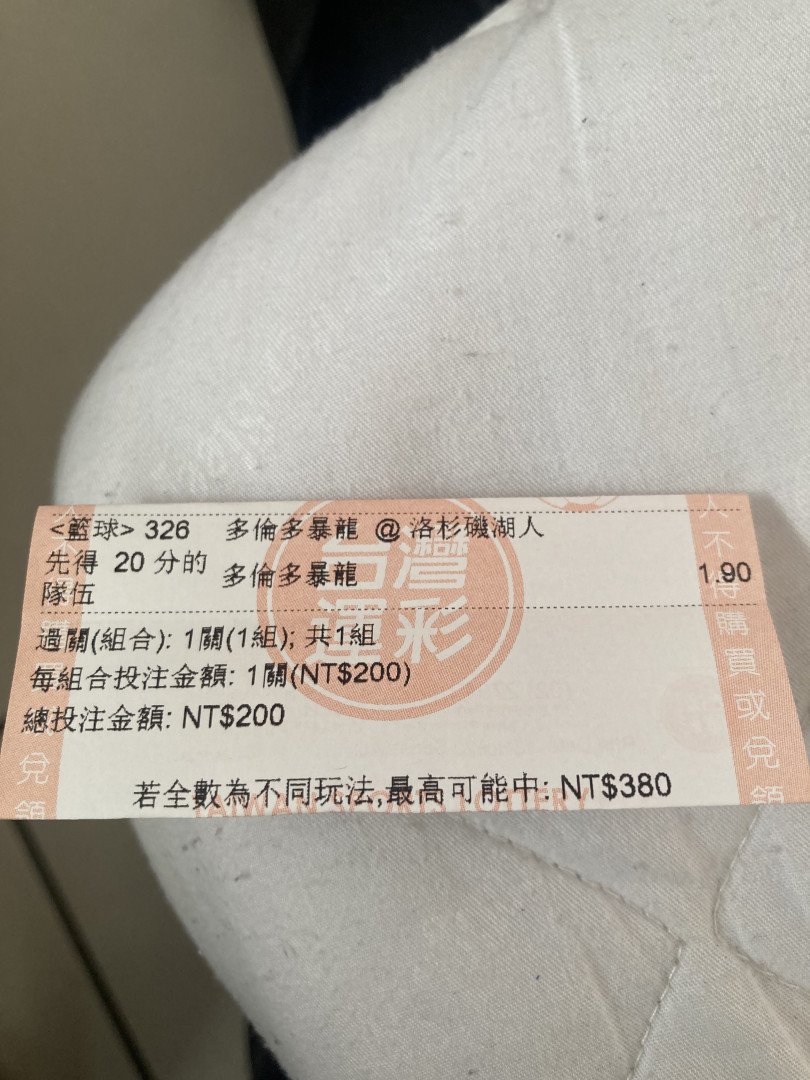 <籃球> 326 多倫多暴龍 @ 洛杉磯湖人
先得 20 分的
隊伍
多倫多暴龍
1.90
過關(組合): 1關(1組); 共1組
每組合投注金額: 1關(NT$200)
總投注金額: NT$200
若全數為不同玩法,最高可能中: NT$380
台灣
運彩
TAIWAN SPORTS LOTTERY
人不得購買或兌領